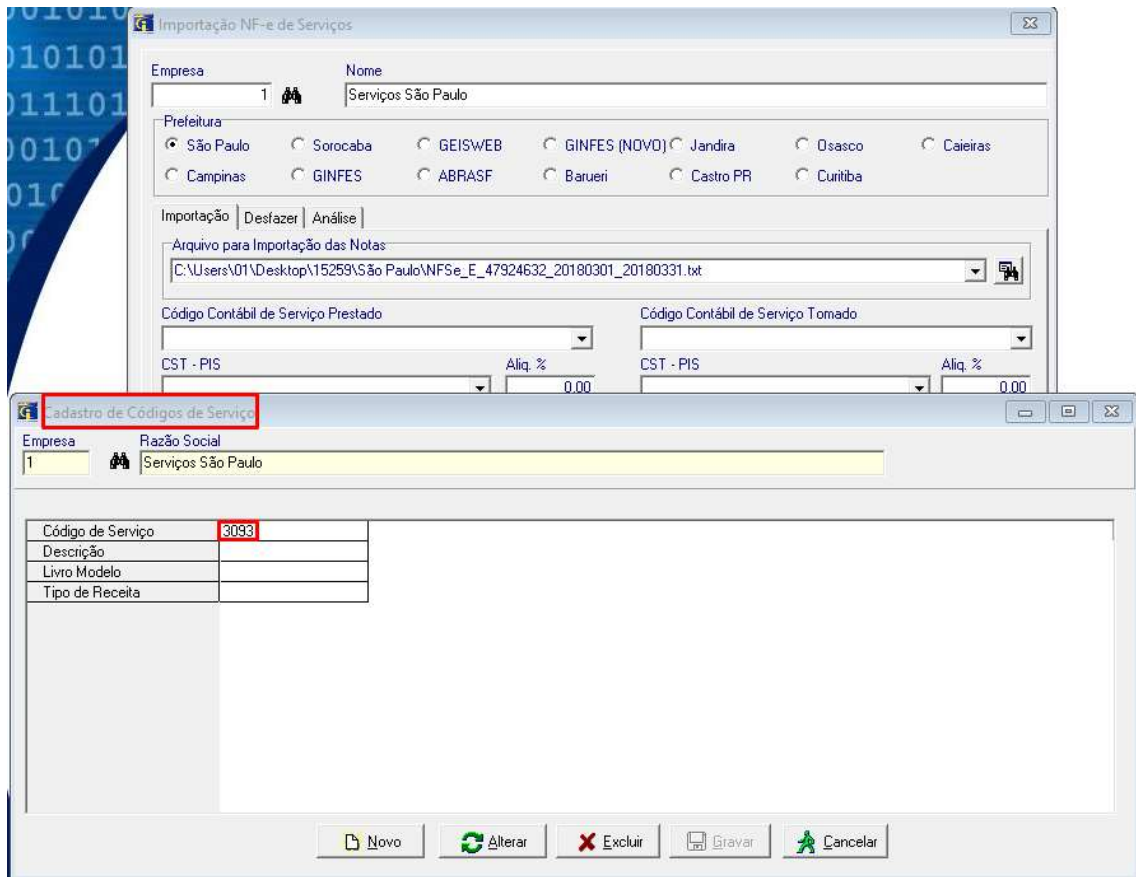 Importação NF-e de Serviços
Empresa Nome
1 Serviços São Paulo
Prefeitura
São Paulo Sorocaba GEISWEB GINFES (NOVO) Jandira Osasco Caieiras
Campinas GINFES ABRASF Barueri Castro PR Curitiba
Importação Desfazer Análise
Arquivo para Importação das Notas
C:\Users\01\Desktop\15259\São Paulo\NFSe_E_47924632_20180301_20180331.txt
Código Contábil de Serviço Prestado Código Contábil de Serviço Tomado
CST - PIS Aliq. % CST - PIS Aliq. %
0.00 0.00
Cadastro de Códigos de Serviço
Empresa Razão Social
1 Serviços São Paulo
Código de Serviço 3093
Descrição
Livro Modelo
Tipo de Receita
Novo Alterar Excluir Gravar Cancelar